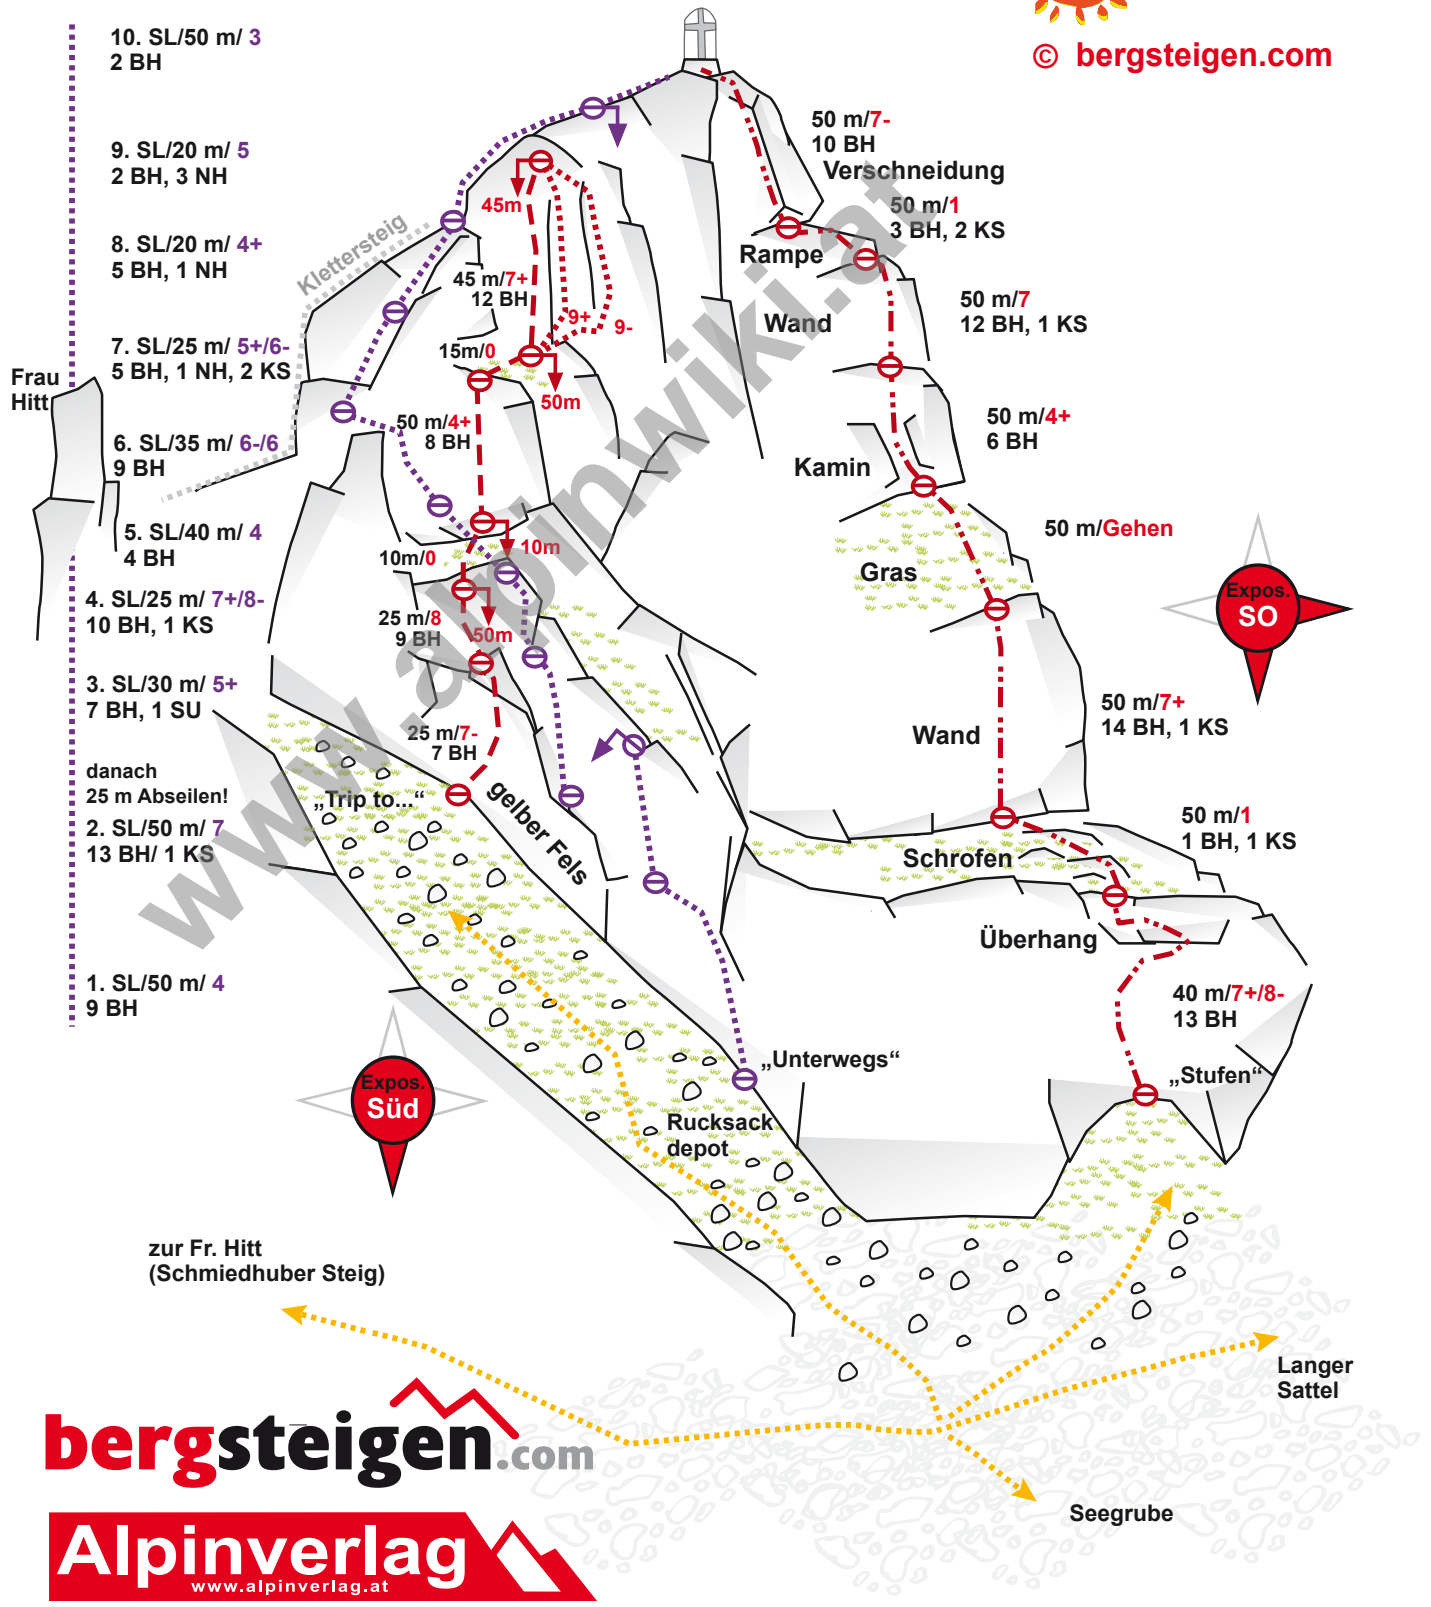 10. SL/50 m/ 3
2 BH
9. SL/20 m/ 5
2 BH, 3 NH
8. SL/20 m/ 4+
5 BH, 1 NH
7. SL/25 m/ 5+/6-
5 BH, 1 NH, 2 KS
Frau
Hitt
6. SL/35 m/ 6-/6
9 BH
5. SL/40 m/ 4
4 BH
4. SL/25 m/ 7+/8-
10 BH, 1 KS
3. SL/30 m/ 5+
7 BH, 1 SU
danach
25 m Abseilen!
2. SL/50 m/ 7
13 BH/ 1 KS
1. SL/50 m/ 4
9 BH
© bergsteigen.com
Klettersteig
45m
45 m/7+
12 BH
9+
9-
15m/0
50m
50 m/4+
8 BH
10m
10m/0
25 m/8
9 BH
50m
25 m/7-
7 BH
„Trip to...“
gelber Fels
50 m/7-
10 BH
Verschneidung
50 m/1
3 BH, 2 KS
Rampe
Wand
50 m/7
12 BH, 1 KS
50 m/4+
6 BH
Kamin
50 m/Gehen
Gras
Expos.
SO
50 m/7+
14 BH, 1 KS
Wand
50 m/1
1 BH, 1 KS
Schrofen
Überhang
40 m/7+/8-
13 BH
„Stufen“
„Unterwegs“
Expos.
Süd
Rucksack
depot
zur Fr. Hitt
(Schmiedhuber Steig)
Langer
Sattel
Seegrube
www.alpinwiki.at
bergsteigen.com
Alpinverlag
www.alpinverlag.at